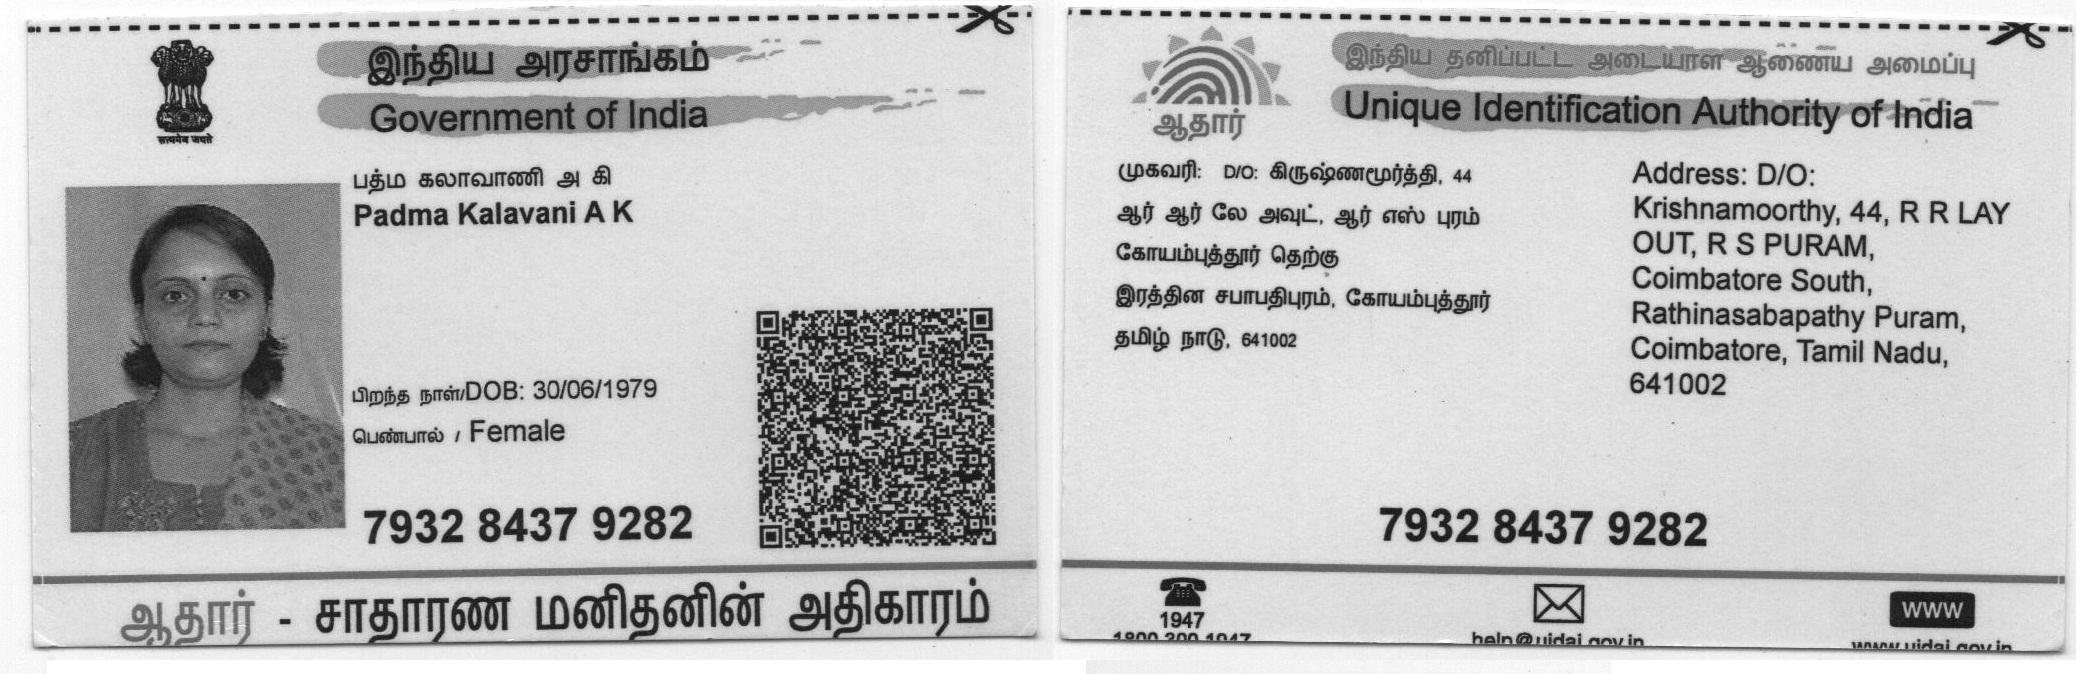 இந்திய அரசாங்கம்
Government of India
सत्यमेव जयते
பத்ம கலாவாணி அ கி
Padma Kalavani A K
பிறந்த நாள்/DOB: 30/06/1979
பெண்பால் / Female
7932 8437 9282
ஆதார் - சாதாரண மனிதனின் அதிகாரம்
இந்திய தனிப்பட்ட அடையாள ஆணைய அமைப்பு
Unique Identification Authority of India
ஆதார்
முகவரி: D/O: கிருஷ்ணமூர்த்தி, 44
ஆர் ஆர் லே அவுட், ஆர் எஸ் புரம்
கோயம்புத்தூர் தெற்கு
இரத்தின சபாபதிபுரம், கோயம்புத்தூர்
தமிழ் நாடு, 641002
Address: D/O:
Krishnamoorthy, 44, R R LAY
OUT, R S PURAM,
Coimbatore South,
Rathinasabapathy Puram,
Coimbatore, Tamil Nadu,
641002
7932 8437 9282
1947
1800 300 1947
help@uidai.gov.in
WWW
www.uidai.gov.in